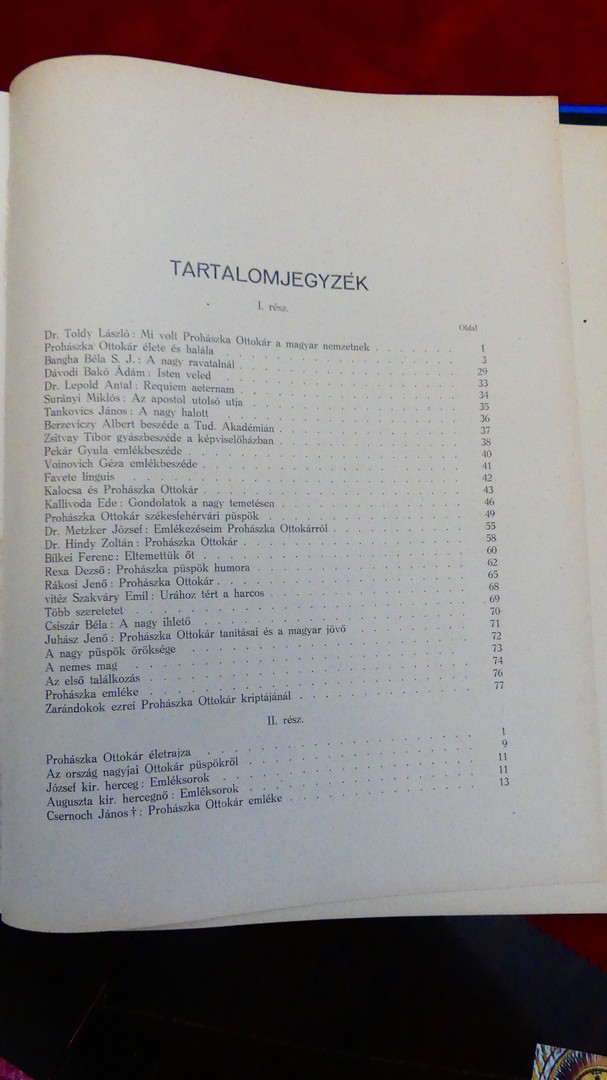 TARTALOMJEGYZÉK
I. rész.
Oldal
Dr. Toldy László: Mi volt Prohászka Ottokár a magyar nemzetnek . . . . . . 1
Prohászka Ottokár élete és halála . . . . . . 3
Bangha Béla S. J.: A nagy ravatalnál . . . . . . 29
Dávodi Bakó Ádám: Isten veled . . . . . . 33
Dr. Lepold Antal: Requiem aeternam . . . . . . 34
Surányi Miklós: Az apostol utolsó utja . . . . . . 35
Tankovics János: A nagy halott . . . . . . 36
Berzeviczy Albert beszéde a Tud. Akadémián . . . . . . 37
Zsitvay Tibor gyászbeszéde a képviselőházban . . . . . . 38
Pekár Gyula emlékbeszéde . . . . . . 40
Voinovich Géza emlékbeszéde . . . . . . 41
Favete linguis . . . . . . 42
Kalocsa és Prohászka Ottokár . . . . . . 43
Kallivoda Ede: Gondolatok a nagy temetésen . . . . . . 46
Prohászka Ottokár székesfehérvári püspök . . . . . . 49
Dr. Metzker József: Emlékezéseim Prohászka Ottokárról . . . . . . 55
Dr. Hindy Zoltán: Prohászka Ottokár . . . . . . 58
Bilkei Ferenc: Eltemettük őt . . . . . . 60
Rexa Dezső: Prohászka püspök humora . . . . . . 62
Rákosi Jenő: Prohászka Ottokár . . . . . . 65
vitéz Szakváry Emil: Urához tért a harcos . . . . . . 68
Több szeretetet . . . . . . 69
Csiszár Béla: A nagy ihlető . . . . . . 70
Juhász Jenő: Prohászka Ottokár tanításai és a magyar jövő . . . . . . 71
A nagy püspök öröksége . . . . . . 72
A nemes mag . . . . . . 73
Az első találkozás . . . . . . 74
Prohászka emléke . . . . . . 76
Zarándokok ezrei Prohászka Ottokár kriptájánál . . . . . . 77
II. rész.
Prohászka Ottokár életrajza . . . . . . 1
Az ország nagyjai Ottokár püspökről . . . . . . 9
József kir. herceg: Emléksorok . . . . . . 11
Auguszta kir. hercegnő: Emléksorok . . . . . . 11
Csernoch János †: Prohászka Ottokár emléke . . . . . . 13